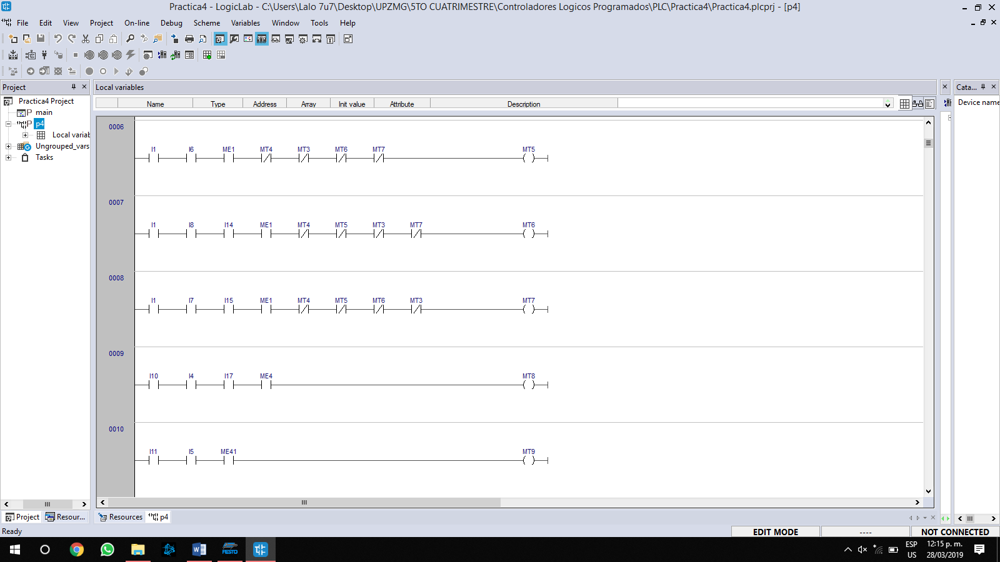 Practica4 - LogicLab - C:\Users\Lalo 7u7\Desktop\UPZMG\5TO CUATRIMESTRE\Controladores Logicos Programados\PLC\Practica4\Practica4.plcprj - [p4]
File Edit View Project On-line Debug Scheme Variables Window Tools Help
Project
Local variables
Cata...
Name Type Address Array Init value Attribute Description
Device name
Practica4 Project
main
p4
Local variab
Ungrouped_vars
Tasks
0006
I1 I6 ME1 MT4 MT3 MT6 MT7 MT5
0007
I1 I8 I14 ME1 MT4 MT5 MT3 MT7 MT6
0008
I1 I7 I15 ME1 MT4 MT5 MT6 MT3 MT7
0009
I10 I4 I17 ME4 MT8
0010
I11 I5 ME41 MT9
Project Resour... Resources p4
Ready
EDIT MODE ---- NOT CONNECTED
FESTO
ESP
US
12:15 p. m.
28/03/2019